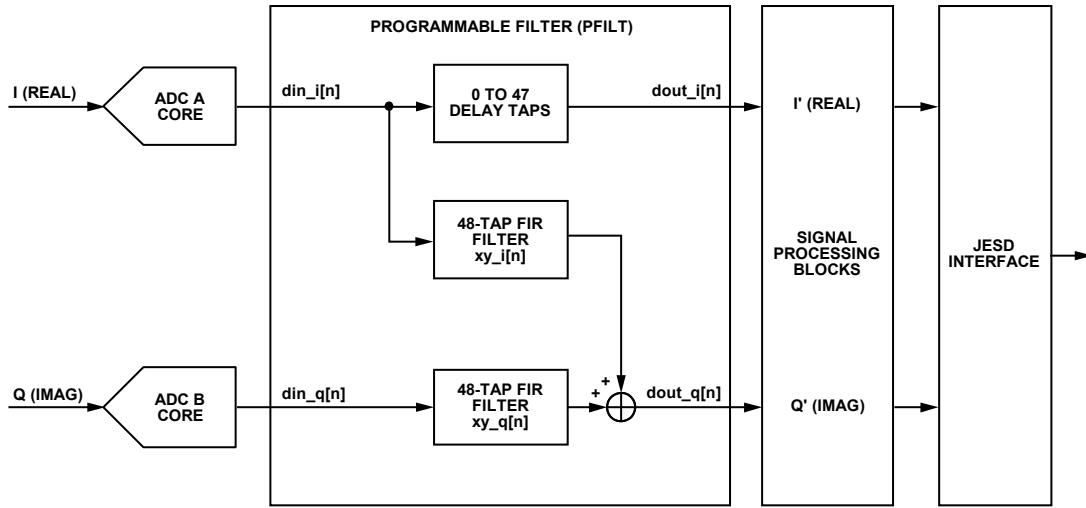 PROGRAMMABLE FILTER (PFILT)
I (REAL)
ADC A
CORE
din_i[n]
0 TO 47
DELAY TAPS
dout_i[n]
I' (REAL)
48-TAP FIR
FILTER
xy_i[n]
SIGNAL
PROCESSING
BLOCKS
JESD
INTERFACE
Q (IMAG)
ADC B
CORE
din_q[n]
48-TAP FIR
FILTER
xy_q[n]
+
+
dout_q[n]
Q' (IMAG)